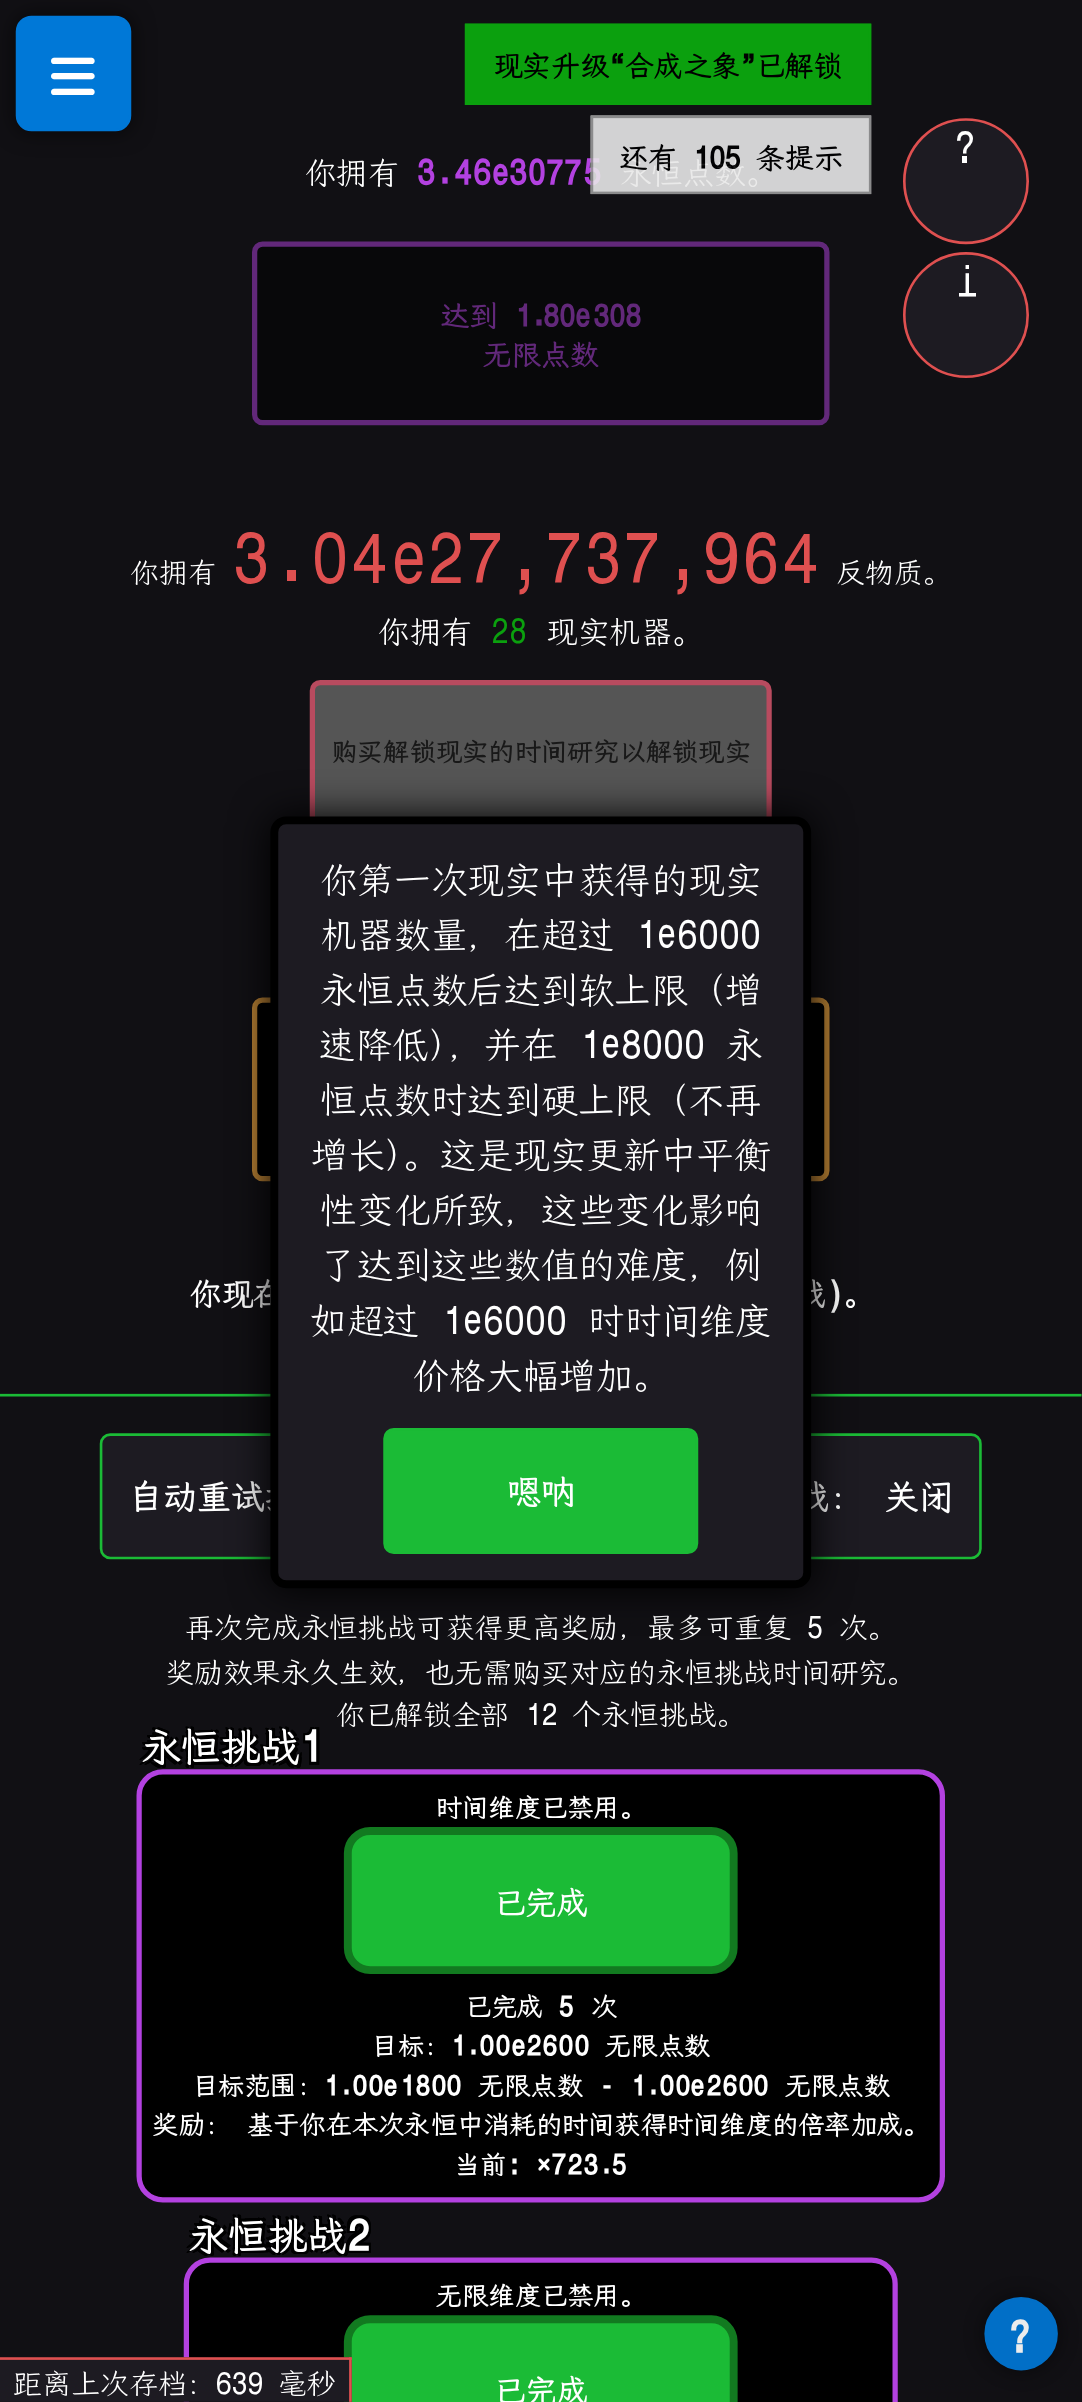 现实升级“合成之象”已解锁
还有 105 条提示
你拥有 3.46e30775 永恒点数。
?
i
达到 1.80e308
无限点数
你拥有 3.04e27,737,964 反物质。
你拥有 28 现实机器。
购买解锁现实的时间研究以解锁现实
你第一次现实中获得的现实
机器数量，在超过 1e6000
永恒点数后达到软上限（增
速降低），并在 1e8000 永
恒点数时达到硬上限（不再
增长）。这是现实更新中平衡
性变化所致，这些变化影响
了达到这些数值的难度，例
如超过 1e6000 时时间维度
价格大幅增加。
嗯呐
你现在 战)。
自动重试 战： 关闭
再次完成永恒挑战可获得更高奖励，最多可重复 5 次。
奖励效果永久生效，也无需购买对应的永恒挑战时间研究。
你已解锁全部 12 个永恒挑战。
永恒挑战1
时间维度已禁用。
已完成
已完成 5 次
目标：1.00e2600 无限点数
目标范围：1.00e1800 无限点数 - 1.00e2600 无限点数
奖励： 基于你在本次永恒中消耗的时间获得时间维度的倍率加成。
当前：×723.5
永恒挑战2
无限维度已禁用。
已完成
?
距离上次存档：639 毫秒